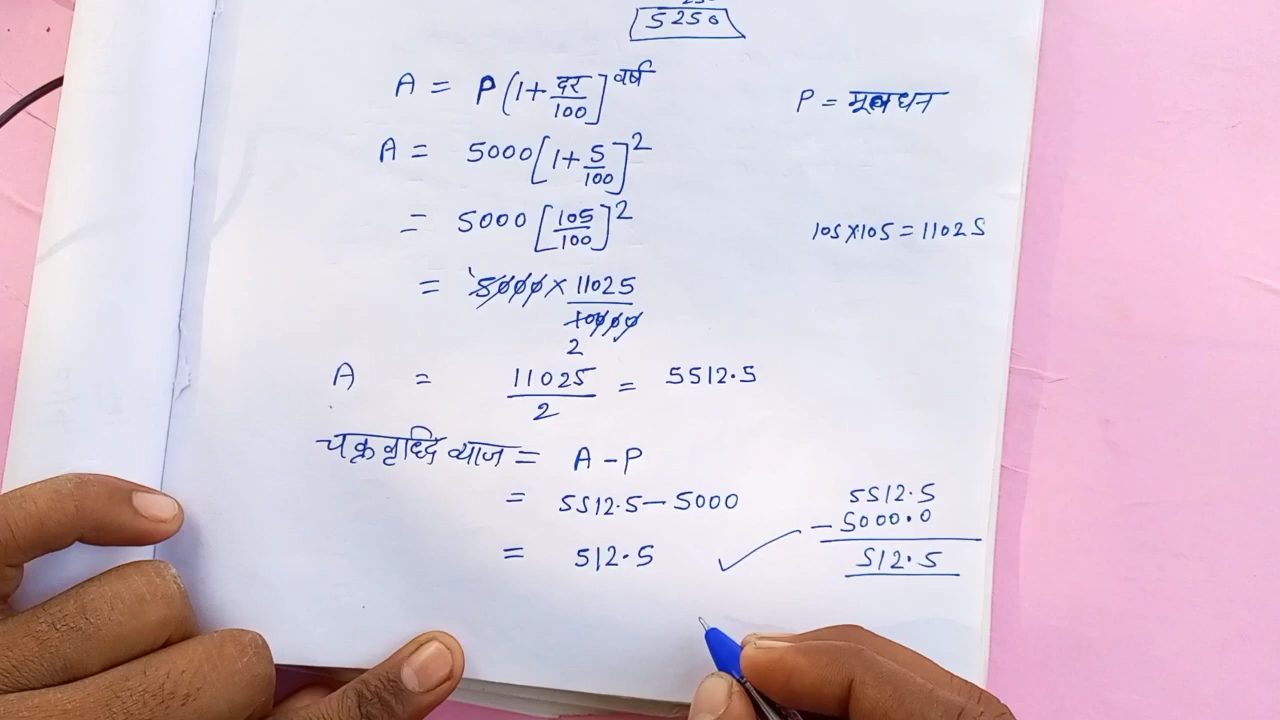 5250
A = P(1+दर/100]वर्ष
P = मूलधन
A = 5000[1+5/100]2
= 5000[105/100]2
105×105=11025
= 5000×11025/10000
1
2
A = 11025/2 = 5512.5
चक्रवृध्दि व्याज = A-P
= 5512.5-5000
= 512.5
5512.5
-5000.0
512.5